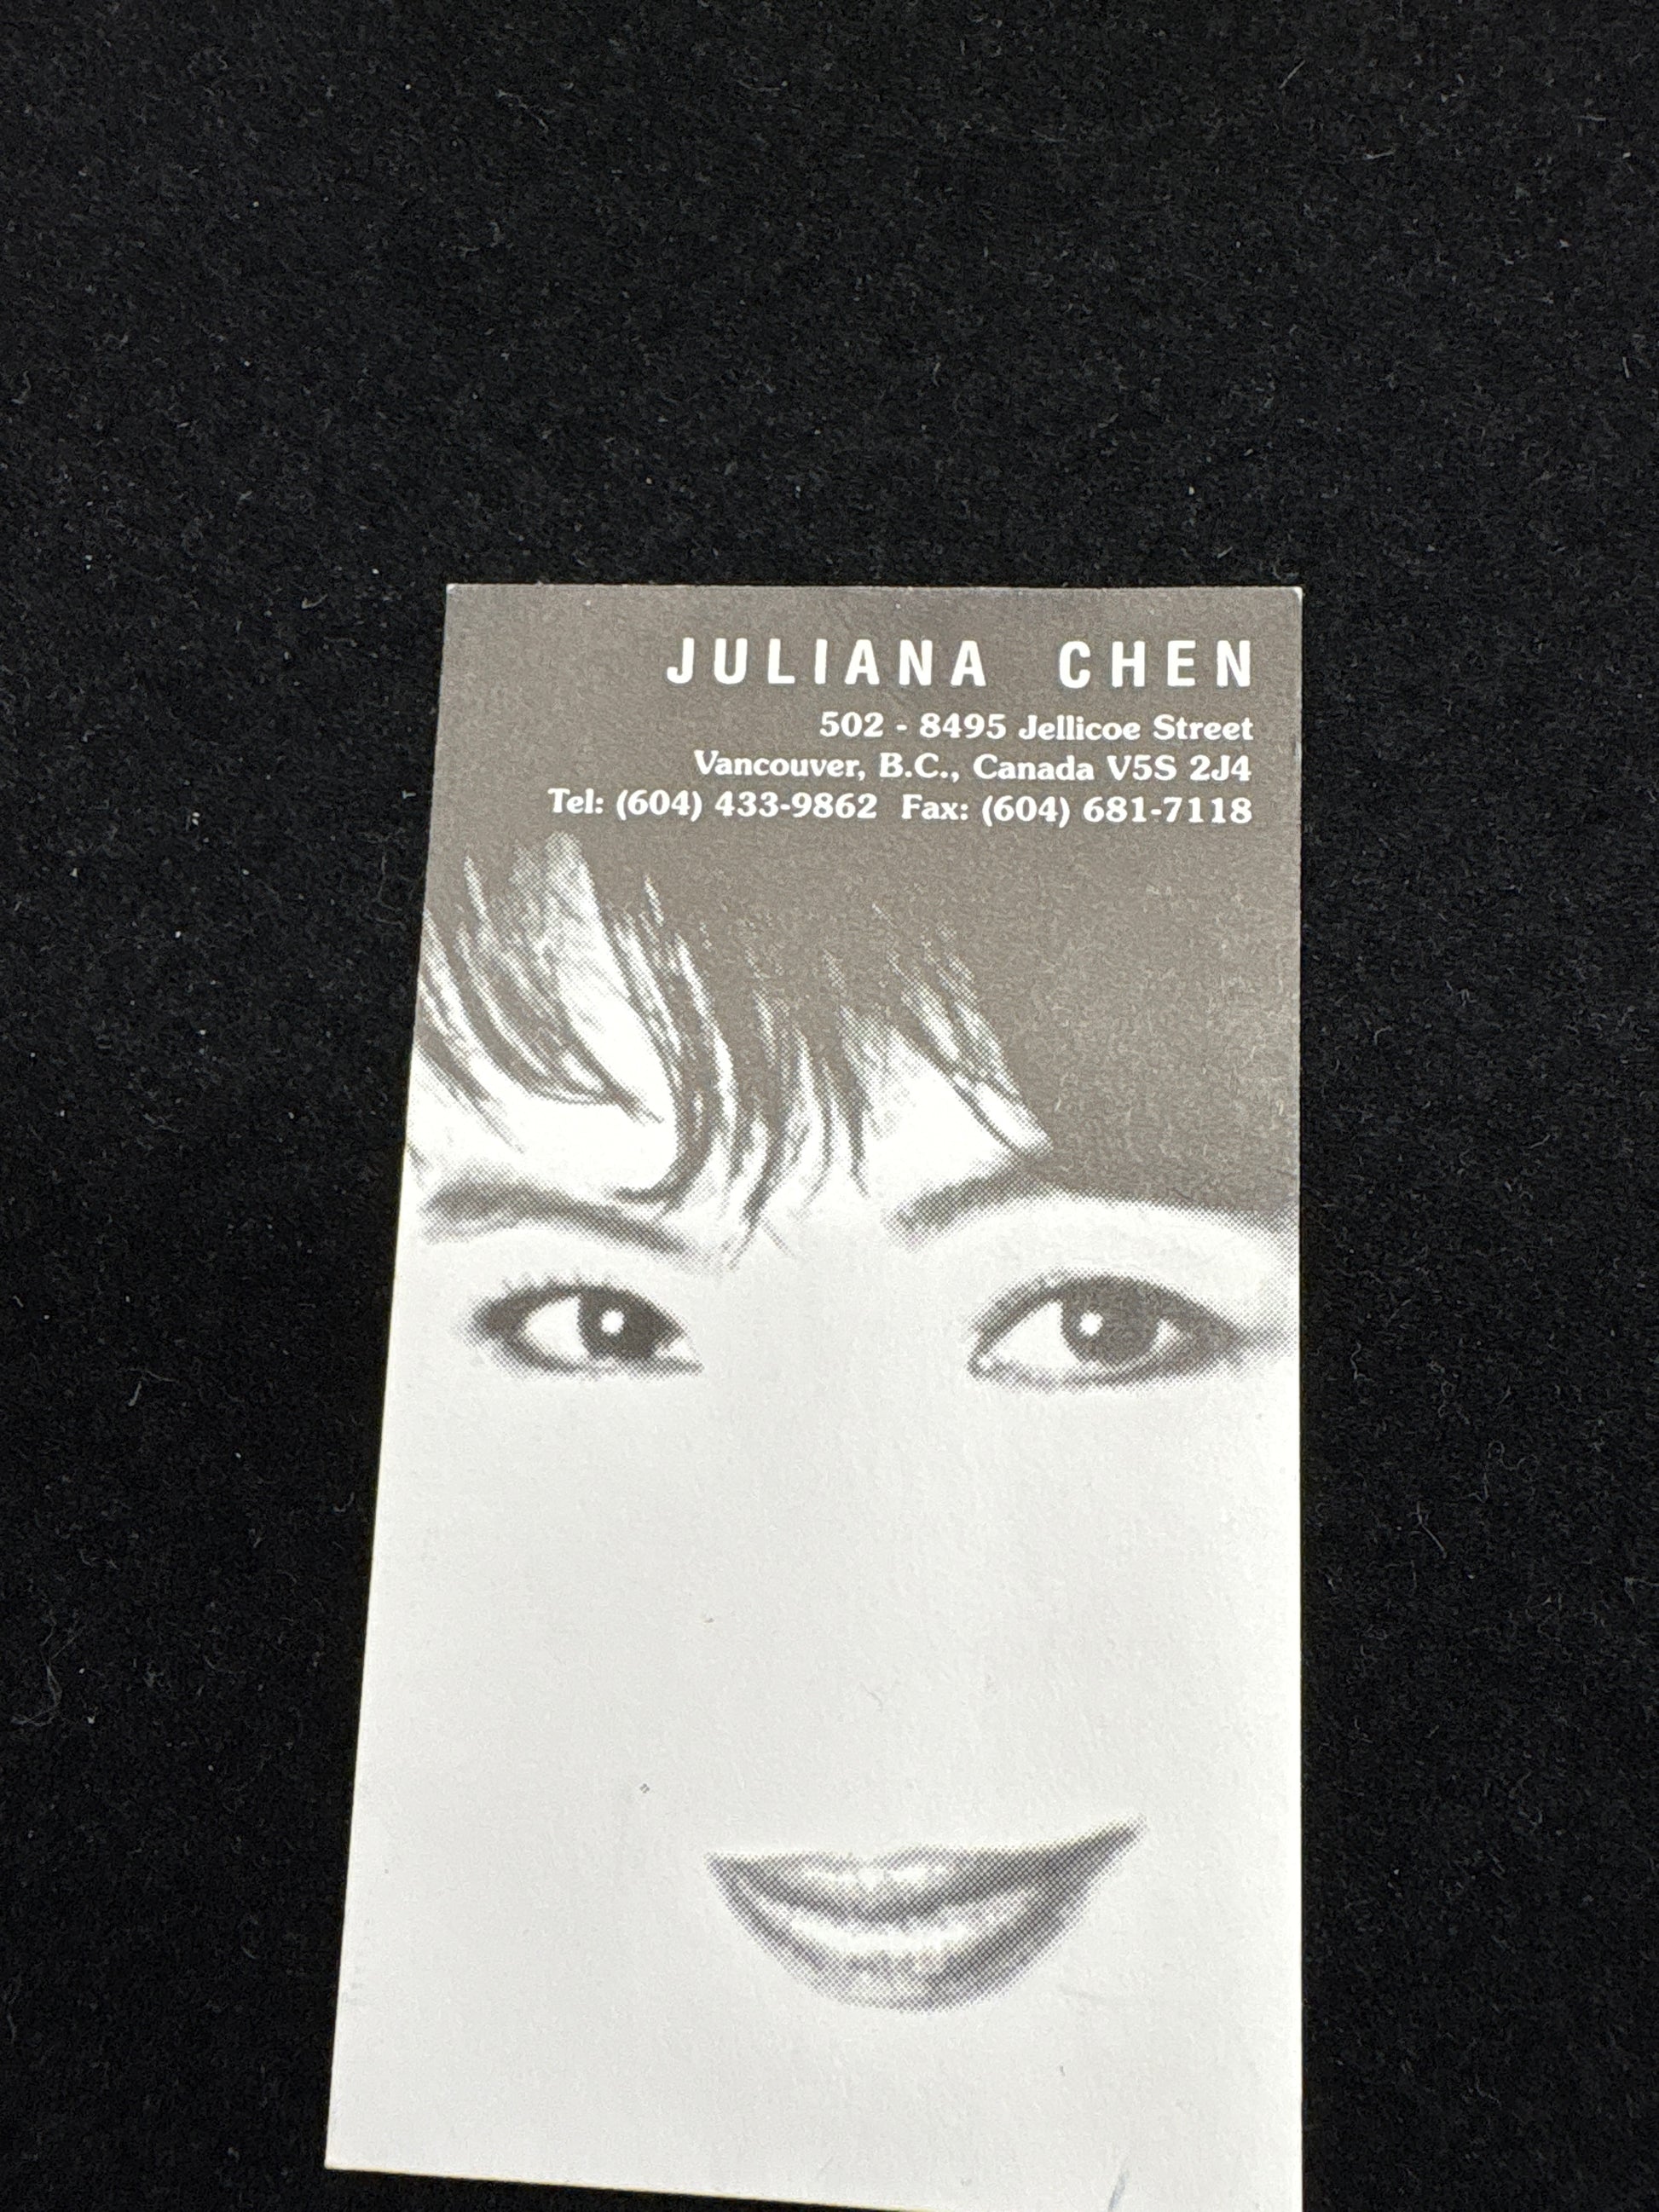 JULIANA CHEN
502 - 8495 Jellicoe Street
Vancouver, B.C., Canada V5S 2J4
Tel: (604) 433-9862 Fax: (604) 681-7118